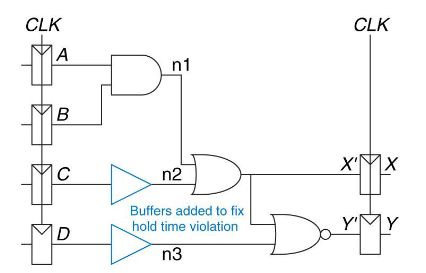 CLK
CLK
A
n1
B
C
n2
X'
X
Buffers added to fix
hold time violation
D
n3
Y'
Y